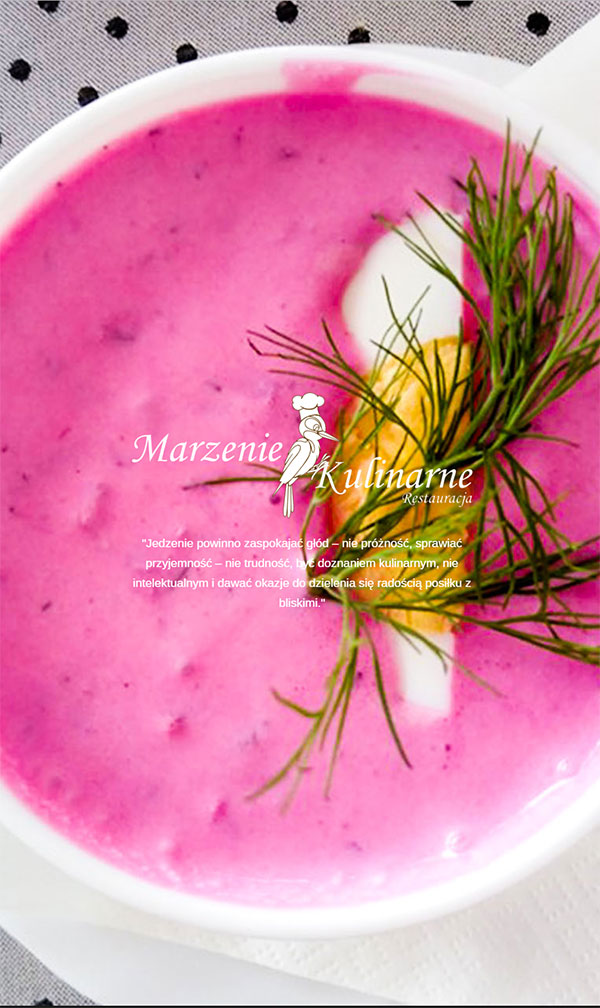 Marzenie
Kulinarne
Restauracja
"Jedzenie powinno zaspokajać głód – nie próżność, sprawiać
przyjemność – nie trudność, być doznaniem kulinarnym, nie
intelektualnym i dawać okazje do dzielenia się radością posiłku z
bliskimi."